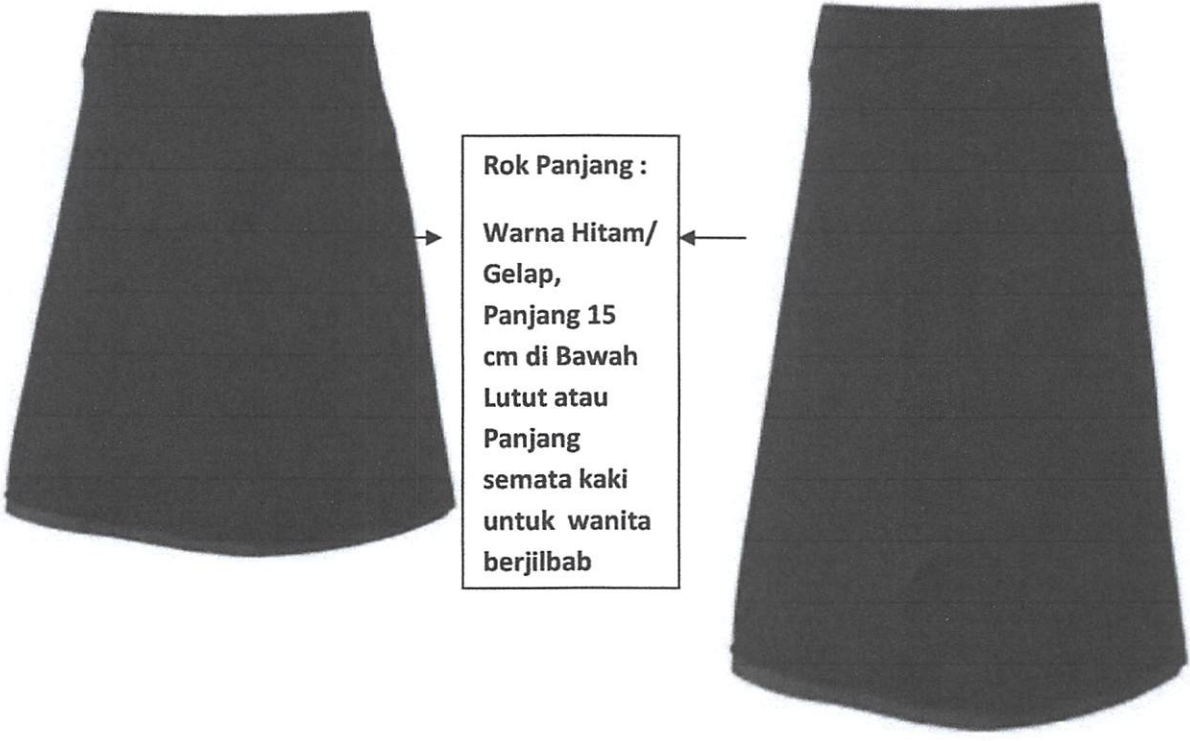 Rok Panjang :
Warna Hitam/
Gelap,
Panjang 15
cm di Bawah
Lutut atau
Panjang
semata kaki
untuk wanita
berjilbab